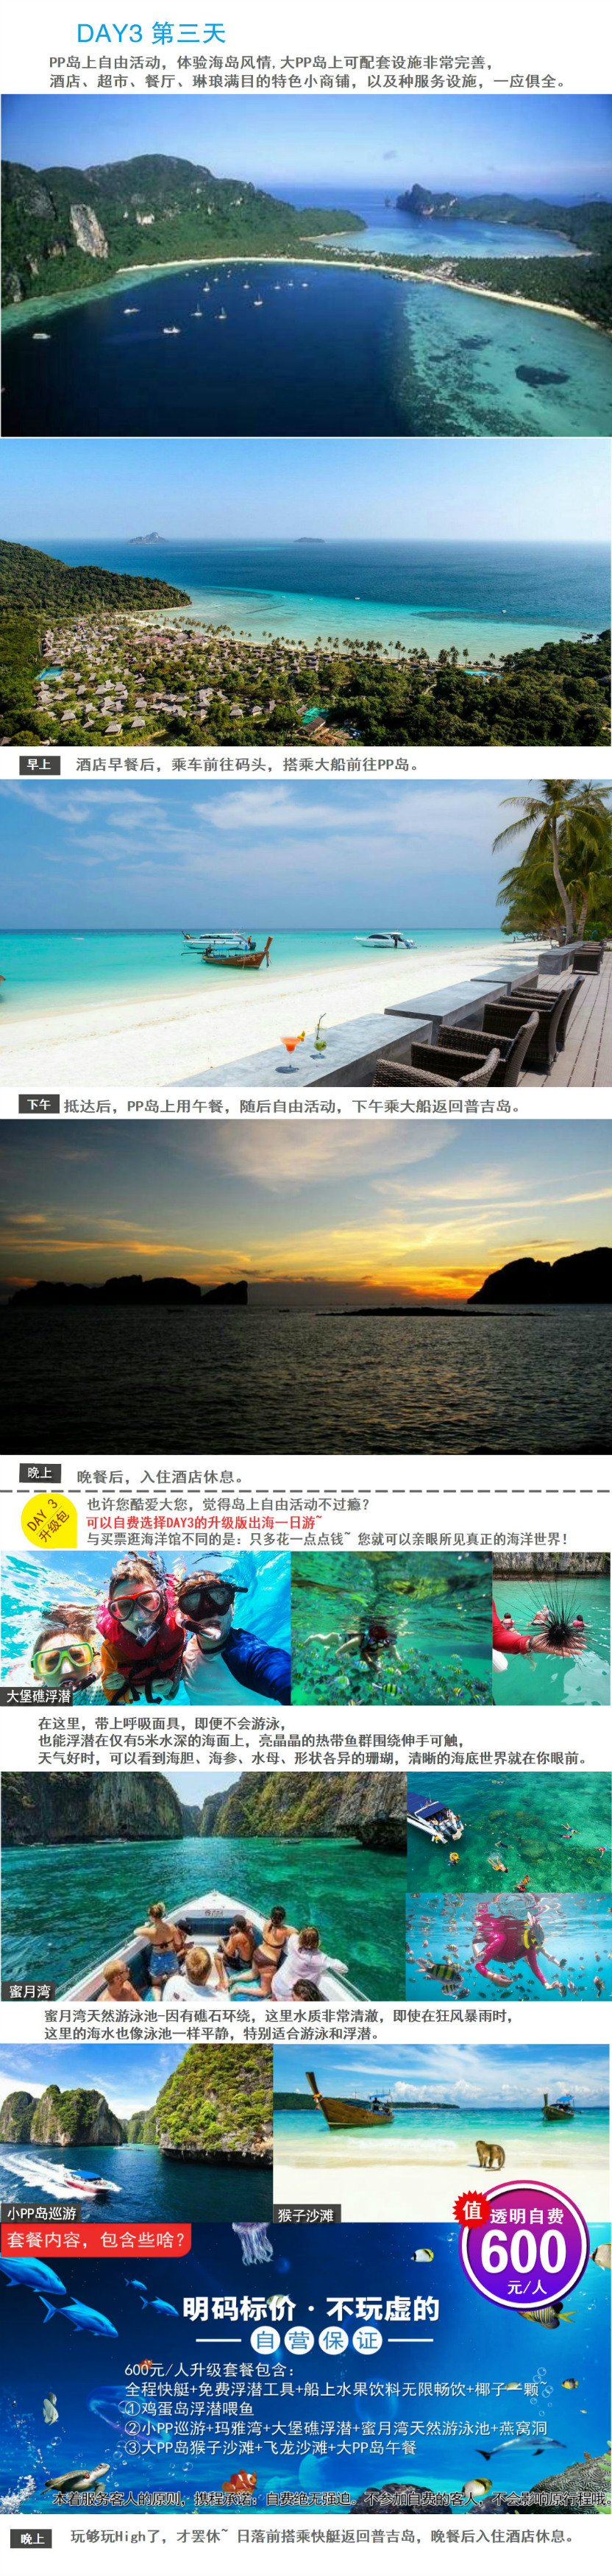 DAY3 第三天
PP岛上自由活动，体验海岛风情，大PP岛上可配套设施非常完善，
酒店、超市、餐厅、琳琅满目的特色小商铺，以及种服务设施，一应俱全。
早上 酒店早餐后，乘车前往码头，搭乘大船前往PP岛。
下午 抵达后，PP岛上用午餐，随后自由活动，下午乘大船返回普吉岛。
晚上 晚餐后，入住酒店休息。
DAY 3
升级包
也许您酷爱大您，觉得岛上自由活动不过瘾？
可以自费选择DAY3的升级版出海一日游~
与买票逛海洋馆不同的是：只多花一点点钱~ 您就可以亲眼所见真正的海洋世界！
大堡礁浮潜
在这里，带上呼吸面具，即便不会游泳，
也能浮潜在仅有5米水深的海面上，亮晶晶的热带鱼群围绕伸手可触，
天气好时，可以看到海胆、海参、水母、形状各异的珊瑚，清晰的海底世界就在你眼前。
蜜月湾
蜜月湾天然游泳池-因有礁石环绕，这里水质非常清澈，即使在狂风暴雨时，
这里的海水也像泳池一样平静，特别适合游泳和浮潜。
小PP岛巡游
猴子沙滩
值 透明自费
600
元/人
套餐内容，包含些啥？
明码标价·不玩虚的
自营保证
600元/人升级套餐包含：
全程快艇+免费浮潜工具+船上水果饮料无限畅饮+椰子一颗~
①鸡蛋岛浮潜喂鱼
②小PP巡游+玛雅湾+大堡礁浮潜+蜜月湾天然游泳池+燕窝洞
③大PP岛猴子沙滩+飞龙沙滩+大PP岛午餐
本着服务客人的原则，携程承诺：自费绝无强迫。不参加自费的客人，不会影响原行程哦。
晚上 玩够玩High了，才罢休~ 日落前搭乘快艇返回普吉岛，晚餐后入住酒店休息。